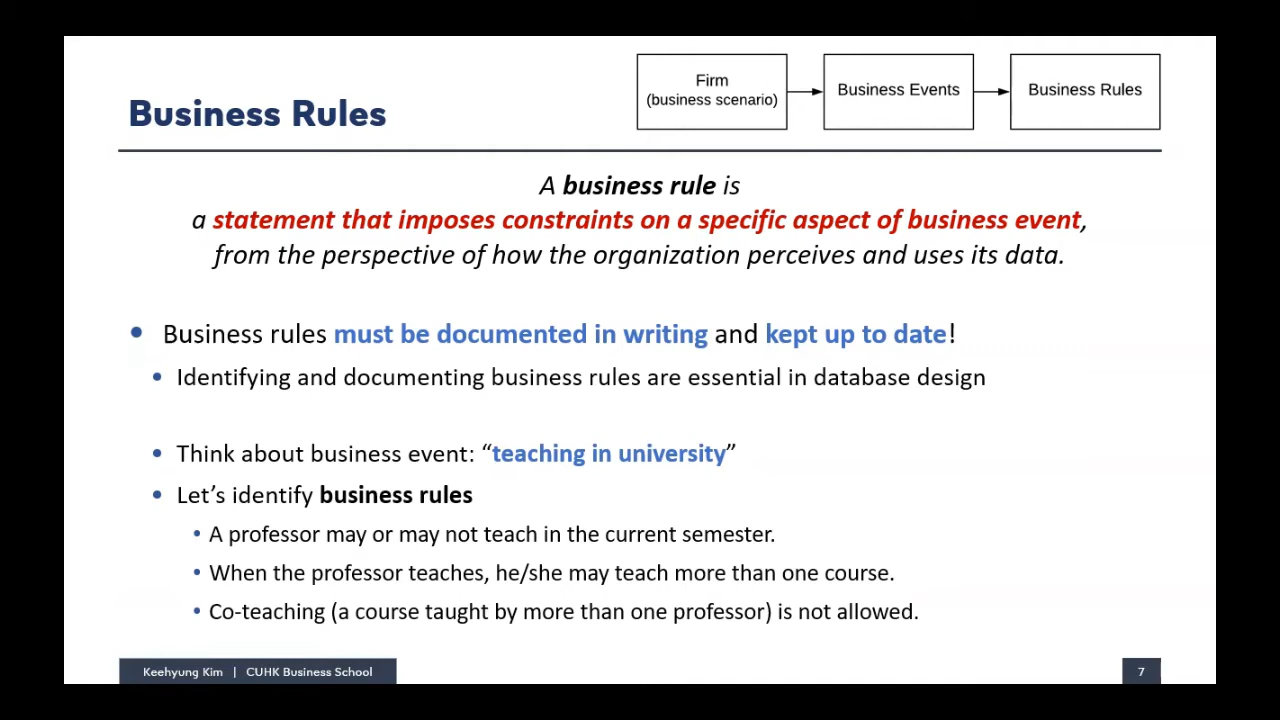 Business Rules
Firm
(business scenario)
Business Events
Business Rules
A business rule is
a statement that imposes constraints on a specific aspect of business event,
from the perspective of how the organization perceives and uses its data.
• Business rules must be documented in writing and kept up to date!
• Identifying and documenting business rules are essential in database design
• Think about business event: “teaching in university”
• Let’s identify business rules
• A professor may or may not teach in the current semester.
• When the professor teaches, he/she may teach more than one course.
• Co-teaching (a course taught by more than one professor) is not allowed.
Keehyung Kim | CUHK Business School
7